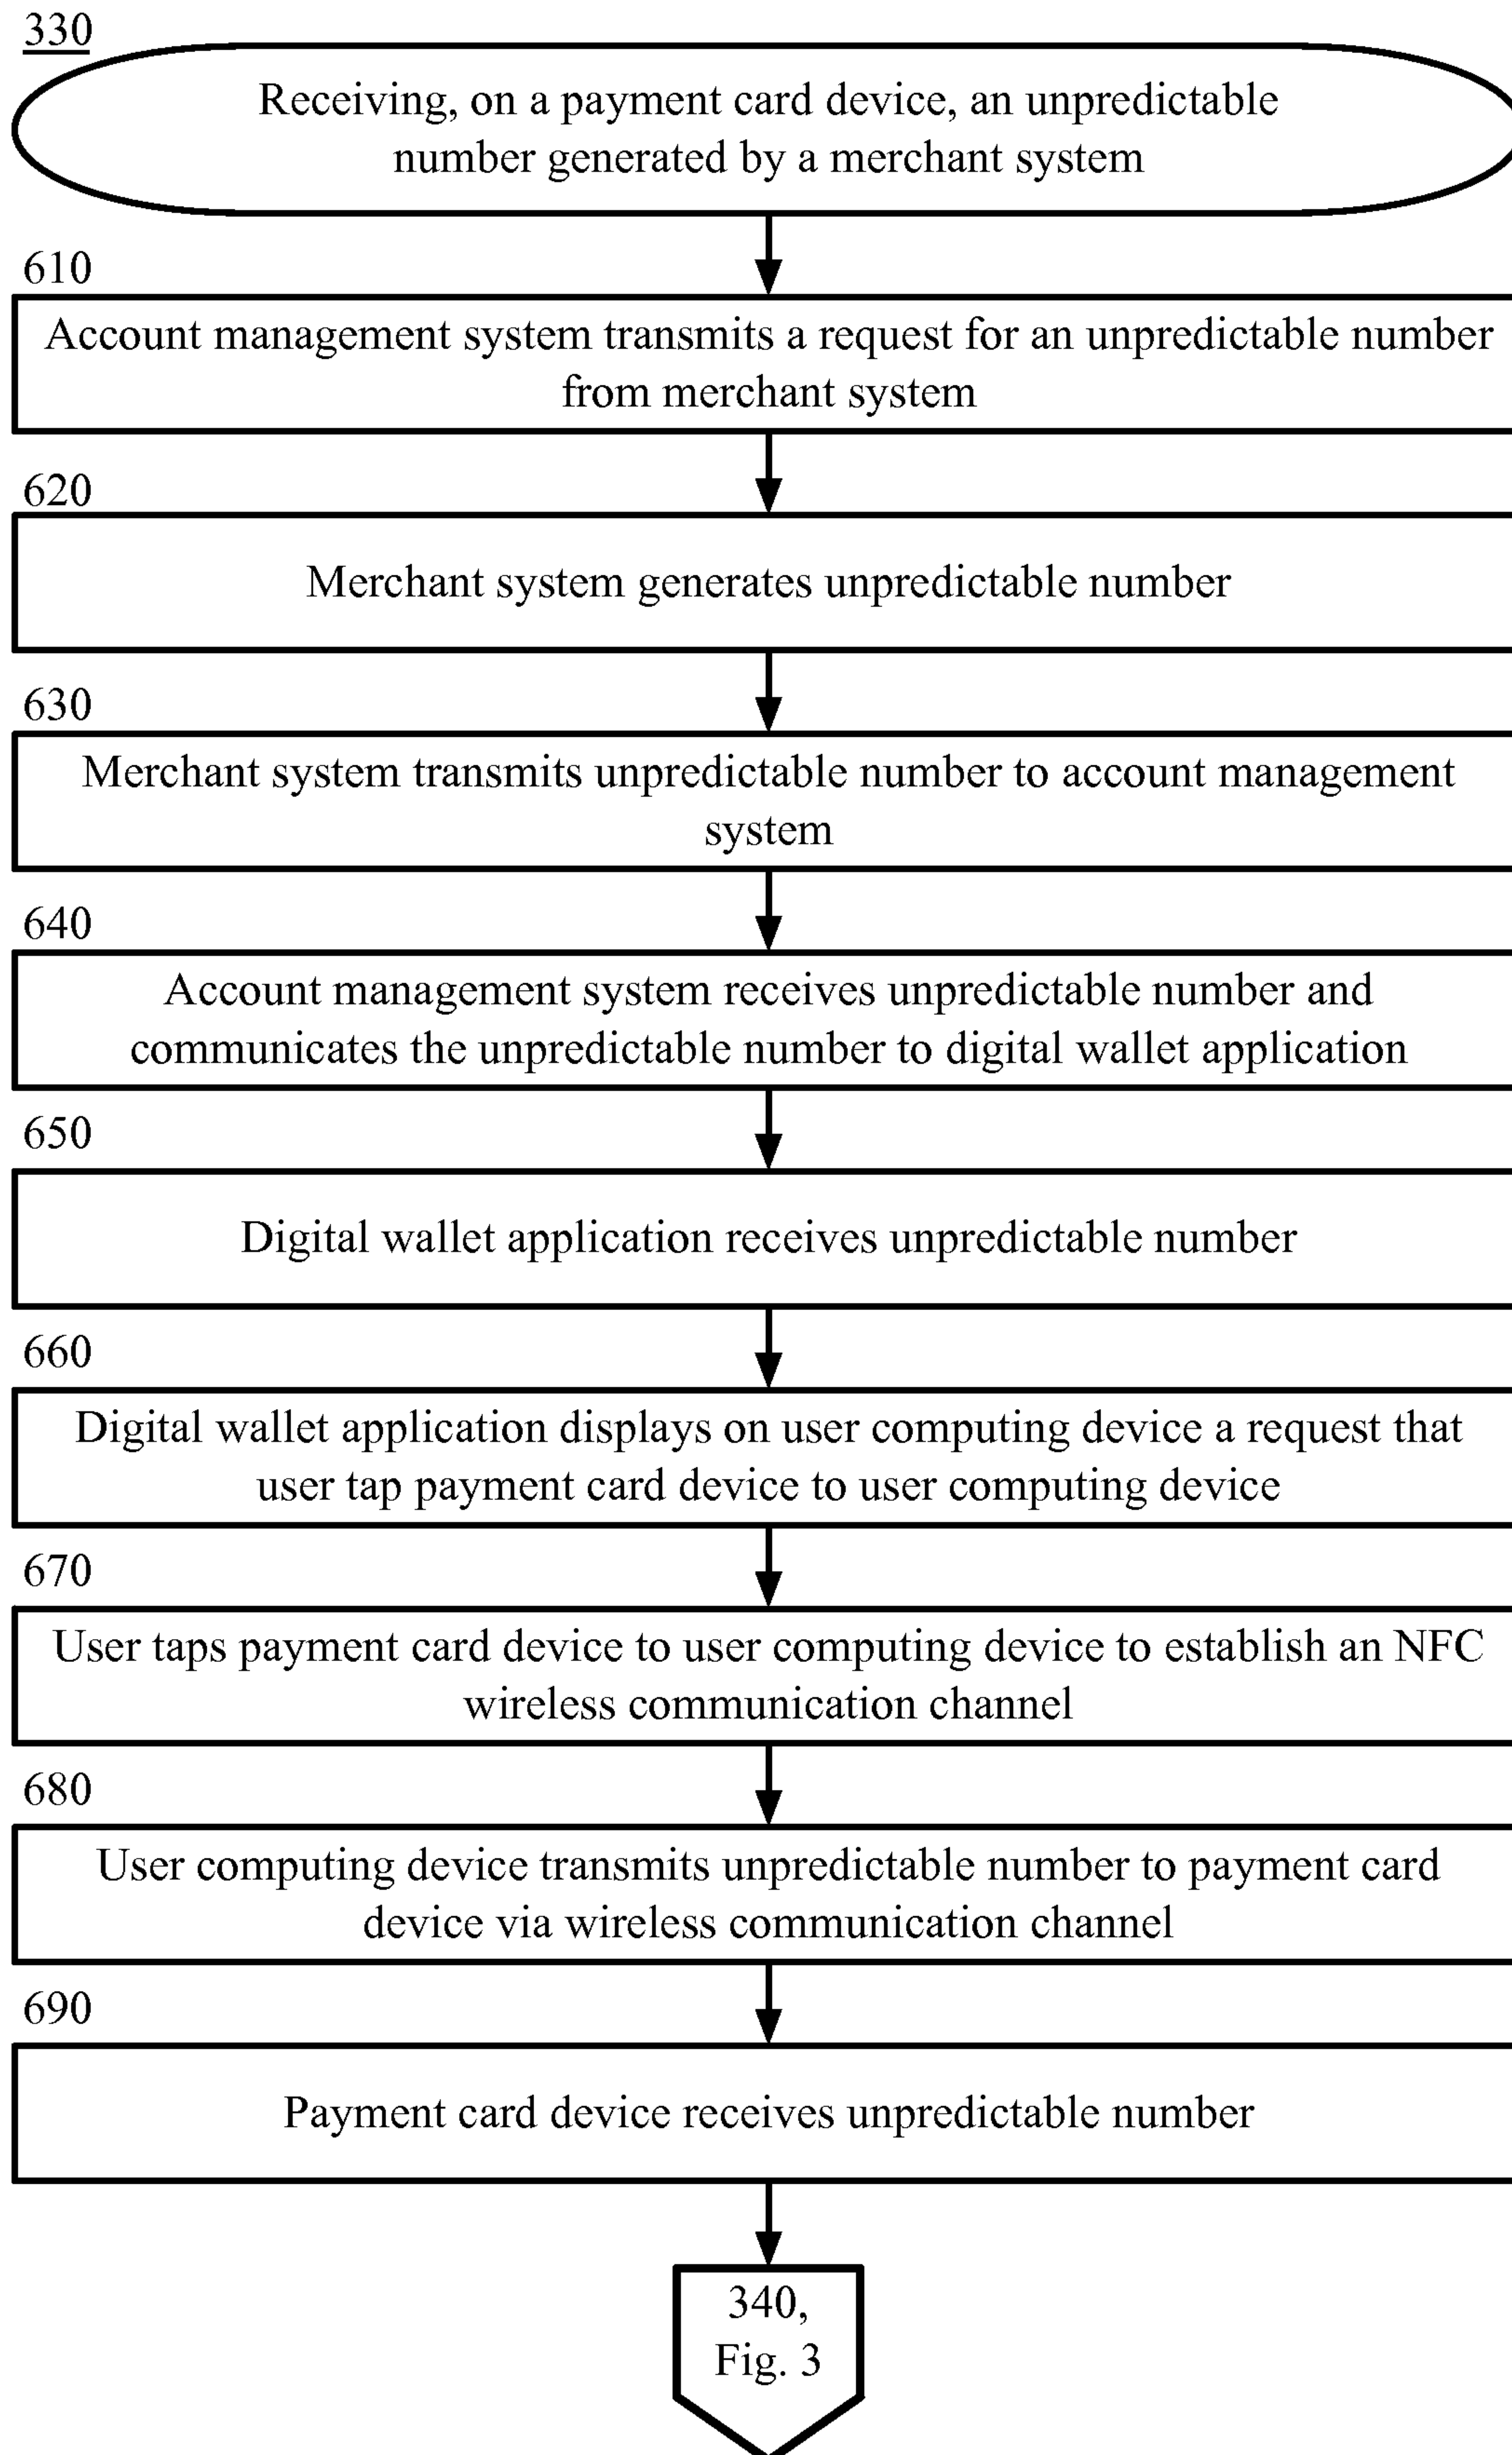 330
Receiving, on a payment card device, an unpredictable
number generated by a merchant system
610
Account management system transmits a request for an unpredictable number
from merchant system
620
Merchant system generates unpredictable number
630
Merchant system transmits unpredictable number to account management
system
640
Account management system receives unpredictable number and
communicates the unpredictable number to digital wallet application
650
Digital wallet application receives unpredictable number
660
Digital wallet application displays on user computing device a request that
user tap payment card device to user computing device
670
User taps payment card device to user computing device to establish an NFC
wireless communication channel
680
User computing device transmits unpredictable number to payment card
device via wireless communication channel
690
Payment card device receives unpredictable number
340,
Fig. 3